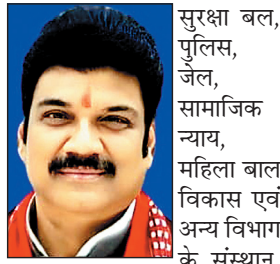 सुरक्षा बल,
पुलिस,
जेल,
सामाजिक
न्याय,
महिला बाल
विकास एवं
अन्य विभाग
के संस्थान